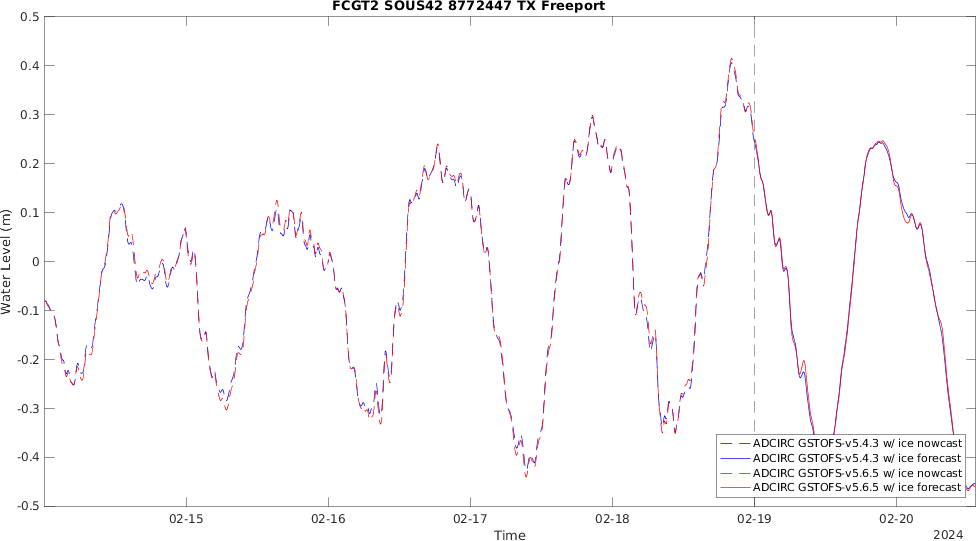 FCGT2 SOUS42 8772447 TX Freeport
0.5
0.4
0.3
0.2
0.1
0
-0.1
-0.2
-0.3
-0.4
-0.5
Water Level (m)
ADCIRC GSTOFS-v5.4.3 w/ ice nowcast
ADCIRC GSTOFS-v5.4.3 w/ ice forecast
ADCIRC GSTOFS-v5.6.5 w/ ice nowcast
ADCIRC GSTOFS-v5.6.5 w/ ice forecast
02-15 02-16 02-17 02-18 02-19 02-20
Time
2024